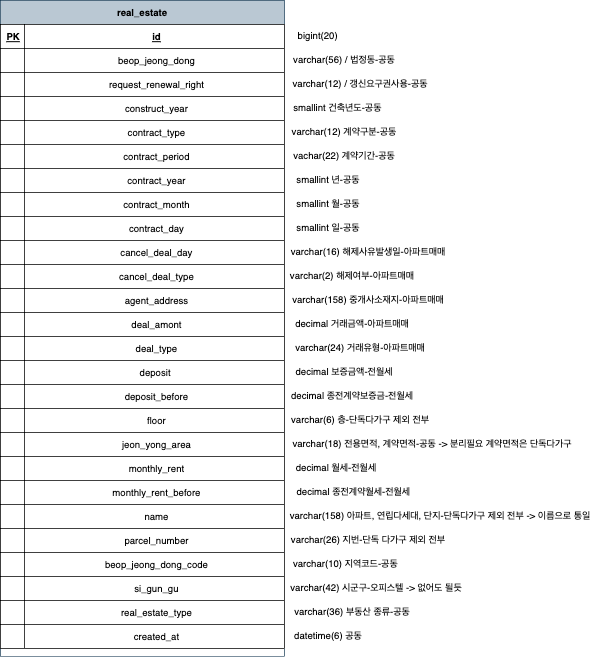 real_estate
PK id bigint(20)
beop_jeong_dong varchar(56) / 법정동-공동
request_renewal_right varchar(12) / 갱신요구권사용-공동
construct_year smallint 건축년도-공동
contract_type varchar(12) 계약구분-공동
contract_period vachar(22) 계약기간-공동
contract_year smallint 년-공동
contract_month smallint 월-공동
contract_day smallint 일-공동
cancel_deal_day varchar(16) 해제사유발생일-아파트매매
cancel_deal_type varchar(2) 해제여부-아파트매매
agent_address varchar(158) 중개사소재지-아파트매매
deal_amont decimal 거래금액-아파트매매
deal_type varchar(24) 거래유형-아파트매매
deposit decimal 보증금액-전월세
deposit_before decimal 종전계약보증금-전월세
floor varchar(6) 층-단독다가구 제외 전부
jeon_yong_area varchar(18) 전용면적, 계약면적-공동 -> 분리필요 계약면적은 단독다가구
monthly_rent decimal 월세-전월세
monthly_rent_before decimal 종전계약월세-전월세
name varchar(158) 아파트, 연립다세대, 단지-단독다가구 제외 전부 -> 이름으로 통일
parcel_number varchar(26) 지번-단독 다가구 제외 전부
beop_jeong_dong_code varchar(10) 지역코드-공동
si_gun_gu varchar(42) 시군구-오피스텔 -> 없어도 될듯
real_estate_type varchar(36) 부동산 종류-공동
created_at datetime(6) 공동